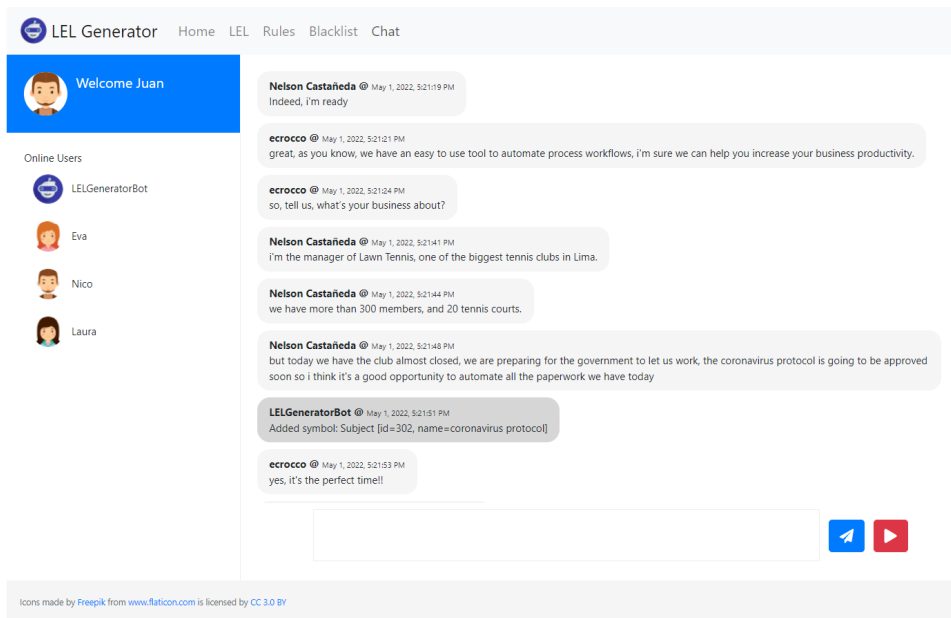 LEL Generator Home LEL Rules Blacklist Chat
Welcome Juan
Online Users
LELGeneratorBot
Eva
Nico
Laura
Nelson Castañeda @ May 1, 2022, 5:21:19 PM
Indeed, i'm ready
ecrocco @ May 1, 2022, 5:21:21 PM
great, as you know, we have an easy to use tool to automate process workflows, i'm sure we can help you increase your business productivity.
ecrocco @ May 1, 2022, 5:21:24 PM
so, tell us, what's your business about?
Nelson Castañeda @ May 1, 2022, 5:21:41 PM
i'm the manager of Lawn Tennis, one of the biggest tennis clubs in Lima.
Nelson Castañeda @ May 1, 2022, 5:21:44 PM
we have more than 300 members, and 20 tennis courts.
Nelson Castañeda @ May 1, 2022, 5:21:48 PM
but today we have the club almost closed, we are preparing for the government to let us work, the coronavirus protocol is going to be approved
soon so i think it's a good opportunity to automate all the paperwork we have today
LELGeneratorBot @ May 1, 2022, 5:21:51 PM
Added symbol: Subject [id=302, name=coronavirus protocol]
ecrocco @ May 1, 2022, 5:21:53 PM
yes, it's the perfect time!!
Icons made by Freepik from www.flaticon.com is licensed by CC 3.0 BY